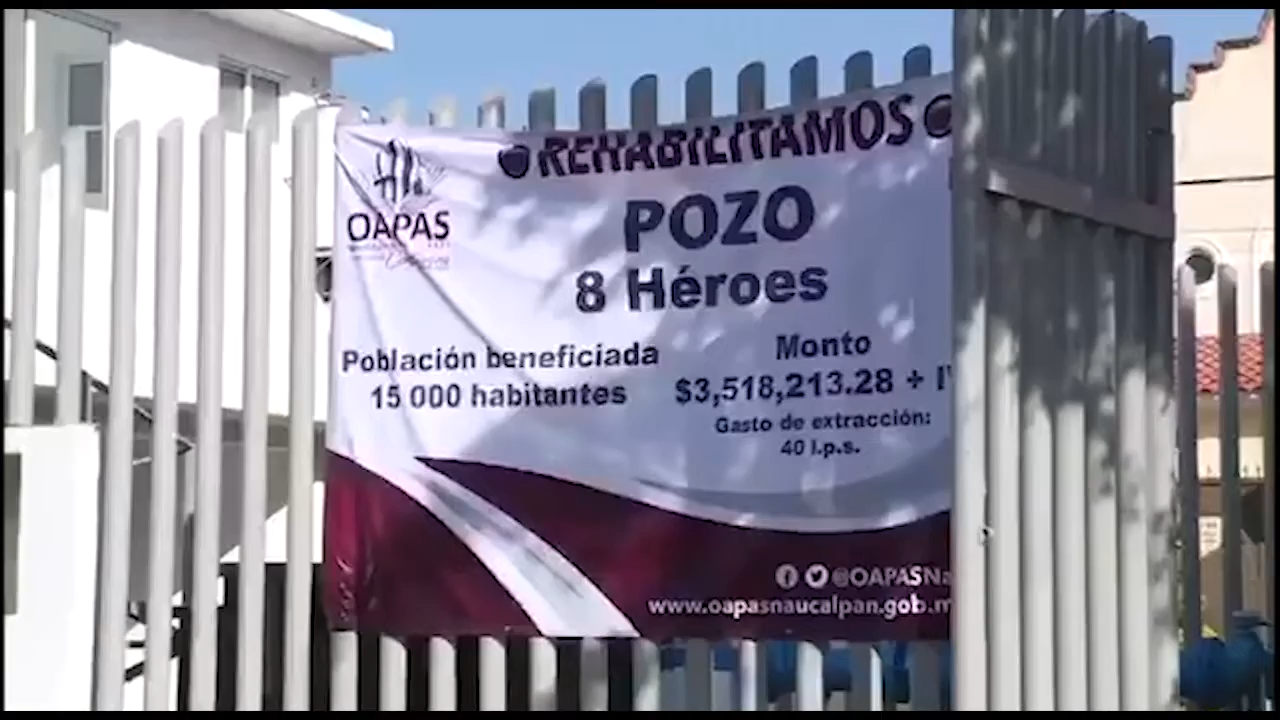 REHABILITAMOS
OAPAS
POZO
8 Héroes
Población beneficiada
15 000 habitantes
Monto
$3,518,213.28 + I
Gasto de extracción:
40 l.p.s.
@OAPASNa
www.oapasnaucalpan.gob.m